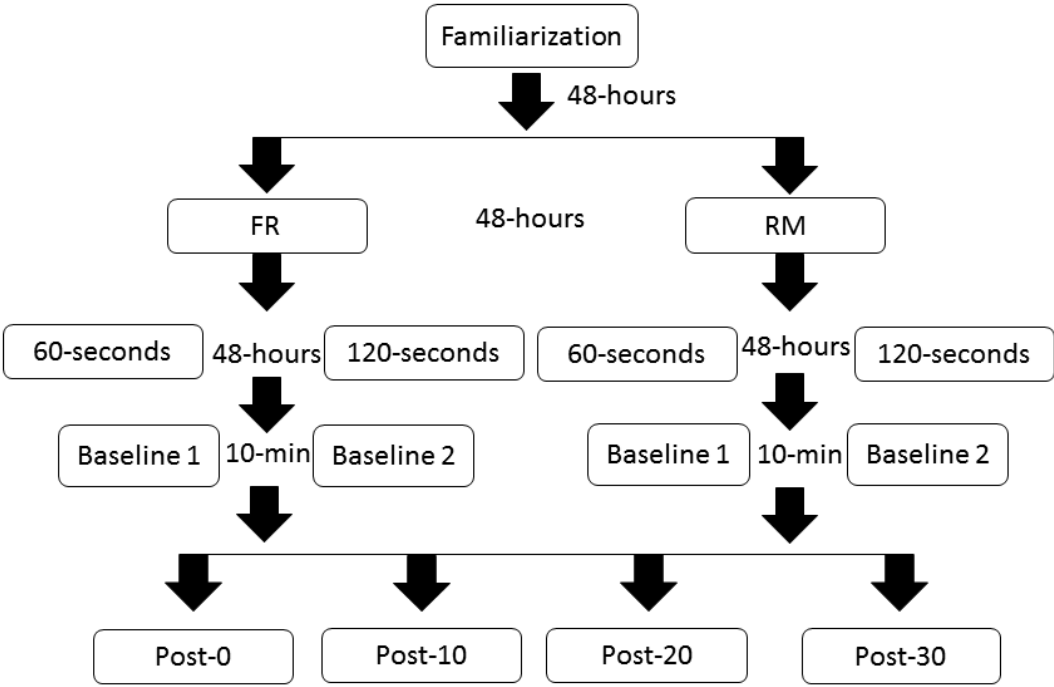 Familiarization
48-hours
FR
48-hours
RM
60-seconds
48-hours
120-seconds
60-seconds
48-hours
120-seconds
Baseline 1
10-min
Baseline 2
Baseline 1
10-min
Baseline 2
Post-0
Post-10
Post-20
Post-30